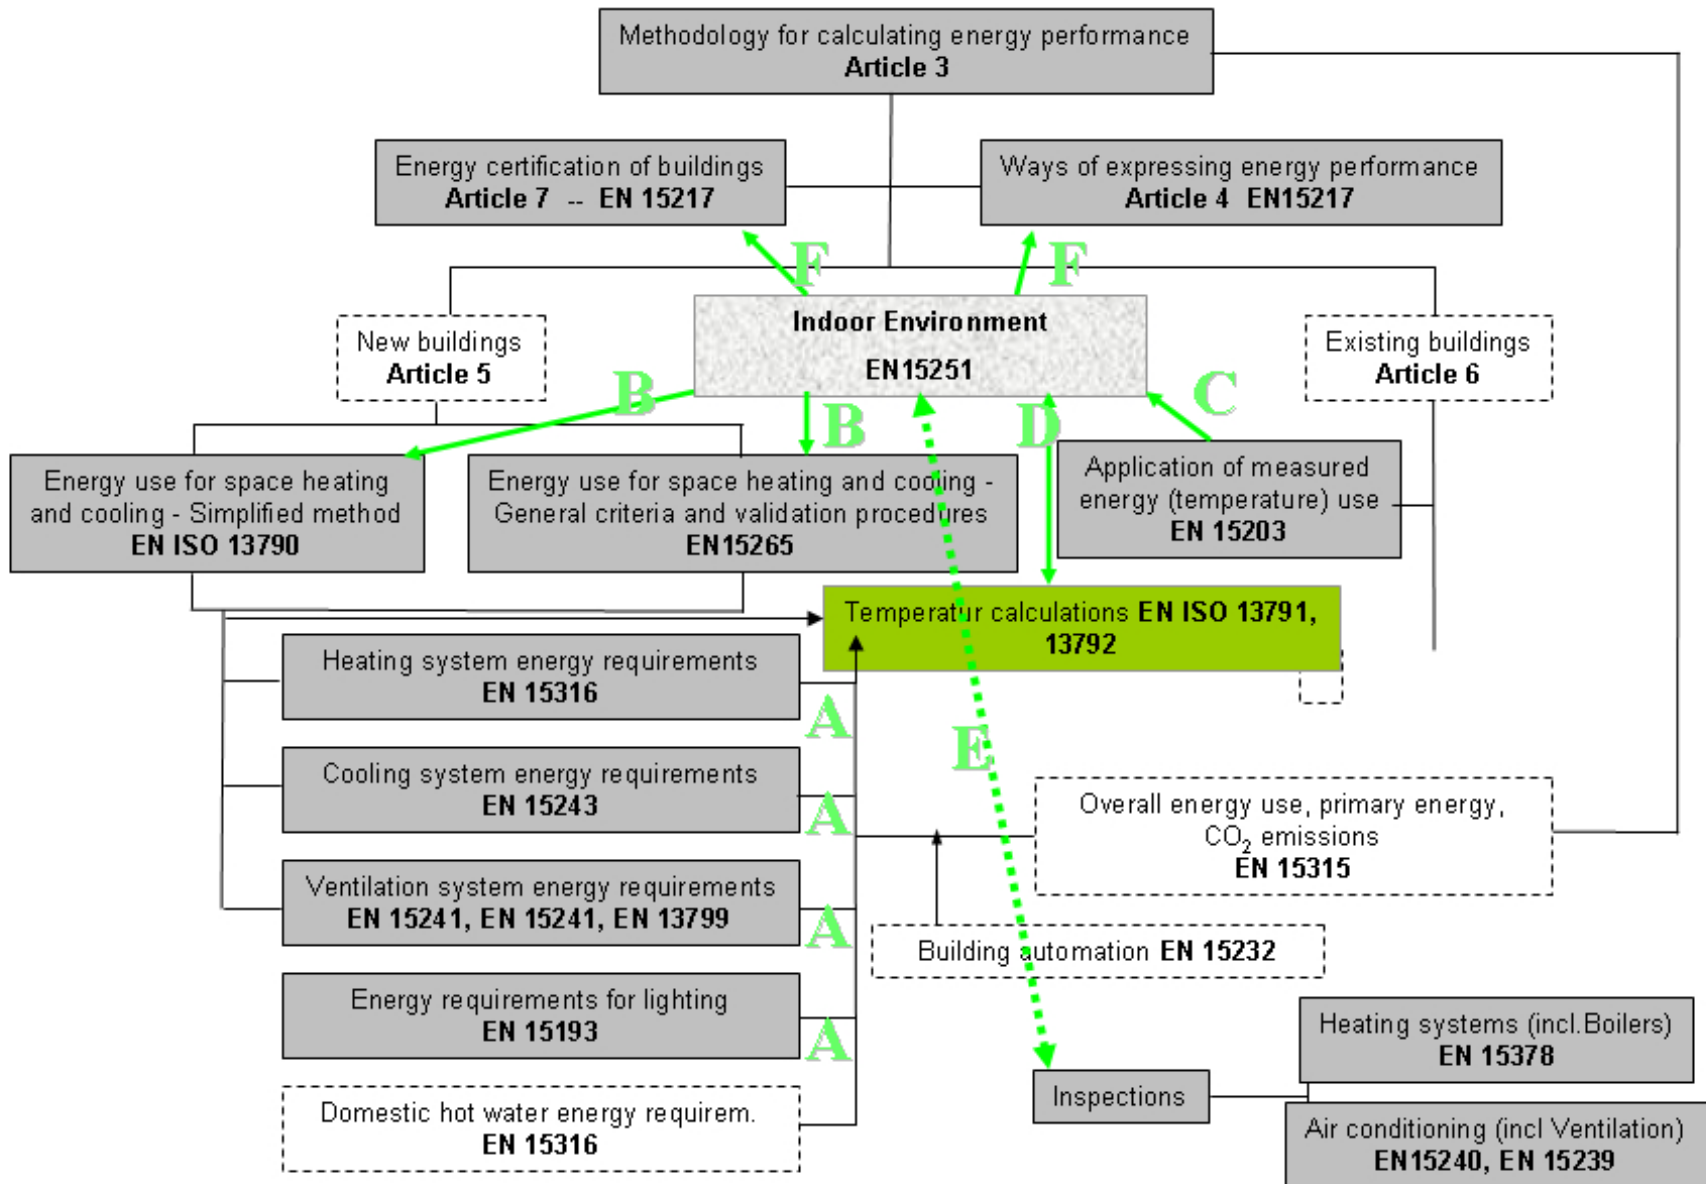 Methodology for calculating energy performance
Article 3
Energy certification of buildings
Article 7 -- EN 15217
Ways of expressing energy performance
Article 4 EN15217
F
F
Indoor Environment
EN15251
New buildings
Article 5
Existing buildings
Article 6
B
B
D
C
Energy use for space heating
and cooling - Simplified method
EN ISO 13790
Energy use for space heating and cooling -
General criteria and validation procedures
EN15265
Application of measured
energy (temperature) use
EN 15203
Temperatur calculations EN ISO 13791,
13792
Heating system energy requirements
EN 15316
A
E
Cooling system energy requirements
EN 15243
A
Overall energy use, primary energy,
CO₂ emissions
EN 15315
Ventilation system energy requirements
EN 15241, EN 15241, EN 13799
A
Building automation EN 15232
Energy requirements for lighting
EN 15193
A
Heating systems (incl.Boilers)
EN 15378
Inspections
Domestic hot water energy requirem.
EN 15316
Air conditioning (incl Ventilation)
EN15240, EN 15239